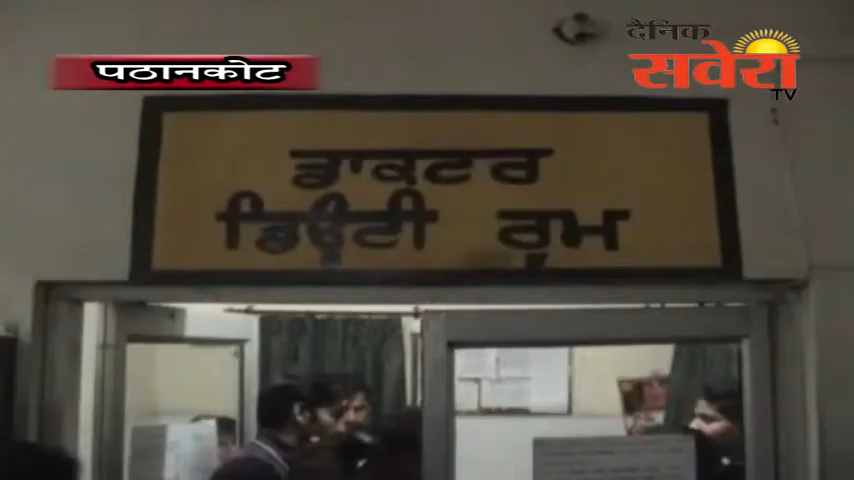 दैनिक
सवेरा
TV
पठानकोट
ਡਾਕਟਰ
ਡਿਊਟੀ ਰੂਮ